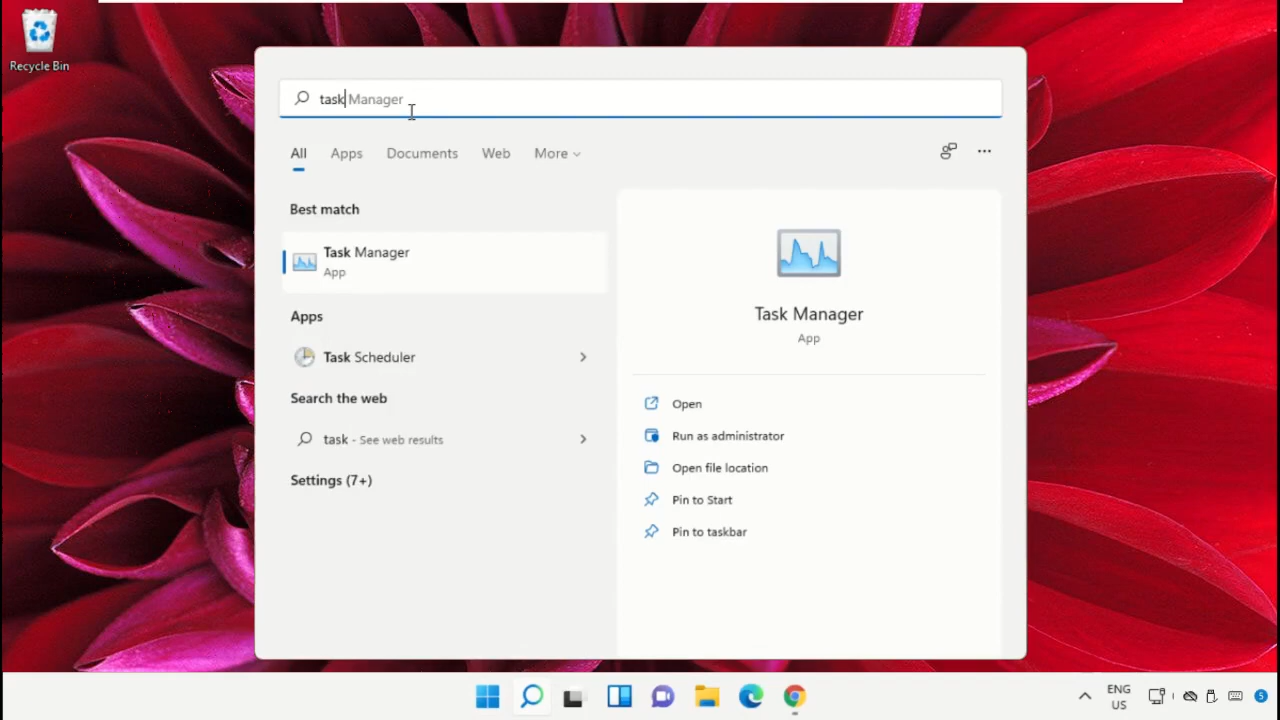 Recycle Bin
task Manager
All Apps Documents Web More
Best match
Task Manager
App
Apps
Task Scheduler
Search the web
task - See web results
Settings (7+)
Task Manager
App
Open
Run as administrator
Open file location
Pin to Start
Pin to taskbar
ENG
US
5